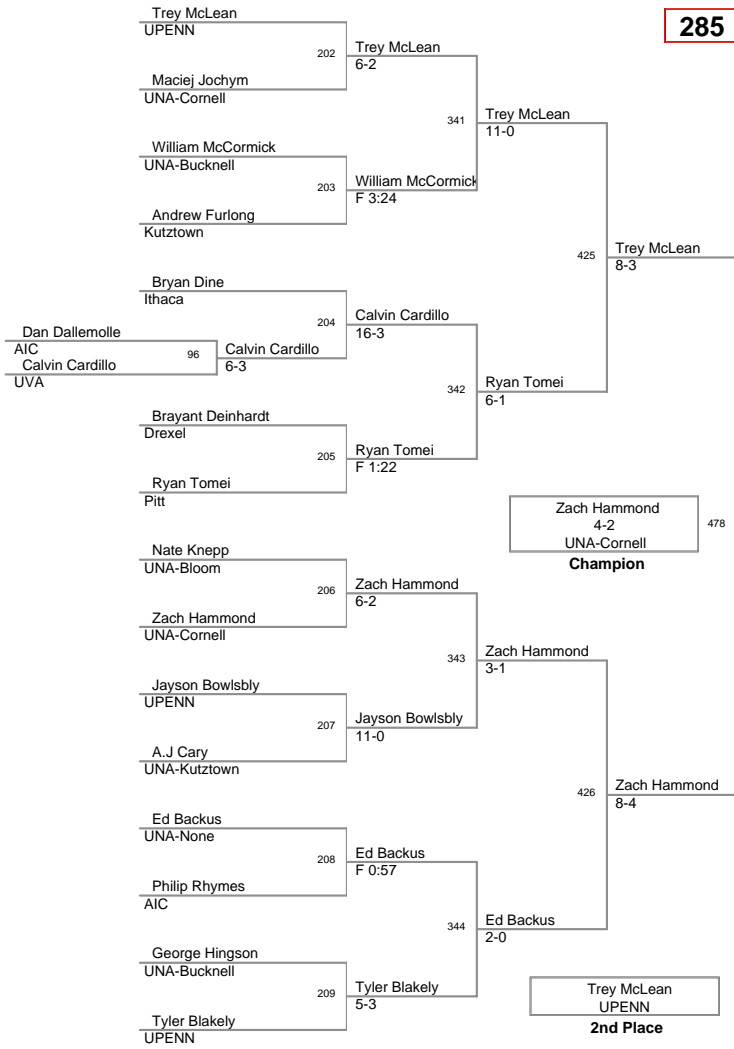 285
Trey McLean
UPENN
202
Trey McLean
6-2
Maciej Jochym
UNA-Cornell
341
Trey McLean
11-0
William McCormick
UNA-Bucknell
203
William McCormick
F 3:24
Andrew Furlong
Kutztown
425
Trey McLean
8-3
Bryan Dine
Ithaca
204
Calvin Cardillo
16-3
Dan Dallemolle
AIC
96
Calvin Cardillo
6-3
Calvin Cardillo
UVA
342
Ryan Tomei
6-1
Brayant Deinhardt
Drexel
205
Ryan Tomei
F 1:22
Ryan Tomei
Pitt
Zach Hammond
4-2
UNA-Cornell
478
Champion
Nate Knepp
UNA-Bloom
206
Zach Hammond
6-2
Zach Hammond
UNA-Cornell
343
Zach Hammond
3-1
Jayson Bowlsbly
UPENN
207
Jayson Bowlsbly
11-0
A.J Cary
UNA-Kutztown
426
Zach Hammond
8-4
Ed Backus
UNA-None
208
Ed Backus
F 0:57
Philip Rhymes
AIC
344
Ed Backus
2-0
George Hingson
UNA-Bucknell
209
Tyler Blakely
5-3
Tyler Blakely
UPENN
Trey McLean
UPENN
2nd Place